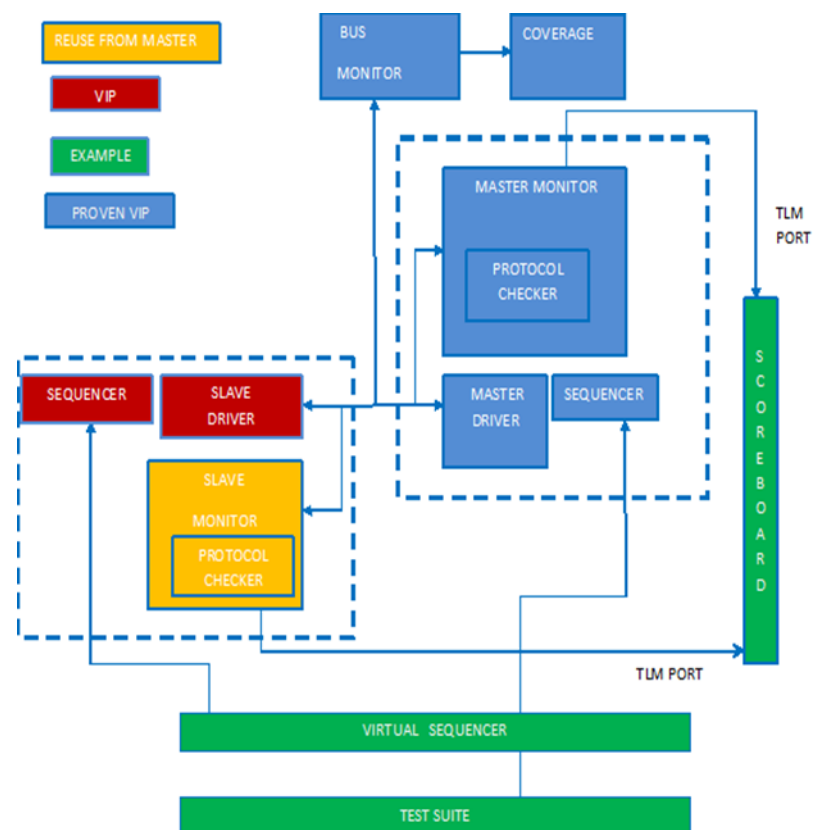 REUSE FROM MASTER
VIP
EXAMPLE
PROVEN VIP
BUS
MONITOR
COVERAGE
MASTER MONITOR
PROTOCOL
CHECKER
TLM
PORT
SEQUENCER
SLAVE
DRIVER
MASTER
DRIVER
SEQUENCER
SCOREBOARD
SLAVE
MONITOR
PROTOCOL
CHECKER
TLM PORT
VIRTUAL SEQUENCER
TEST SUITE